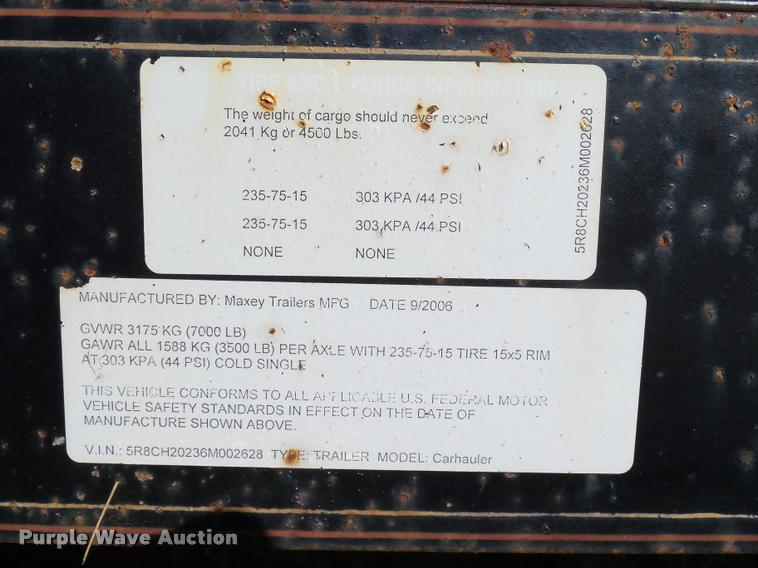 TIRE AND LOADING INFORMATION
The weight of cargo should never exceed
2041 Kg or 4500 Lbs.
235-75-15 303 KPA /44 PSI
235-75-15 303 KPA /44 PSI
NONE NONE
5R8CH20236M002628
MANUFACTURED BY: Maxey Trailers MFG DATE 9/2006
GVWR 3175 KG (7000 LB)
GAWR ALL 1588 KG (3500 LB) PER AXLE WITH 235-75-15 TIRE 15x5 RIM
AT 303 KPA (44 PSI) COLD SINGLE
THIS VEHICLE CONFORMS TO ALL APPLICABLE U.S. FEDERAL MOTOR
VEHICLE SAFETY STANDARDS IN EFFECT ON THE DATE OF
MANUFACTURE SHOWN ABOVE.
V.I.N.: 5R8CH20236M002628 TYPE: TRAILER MODEL: Carhauler
Purple Wave Auction